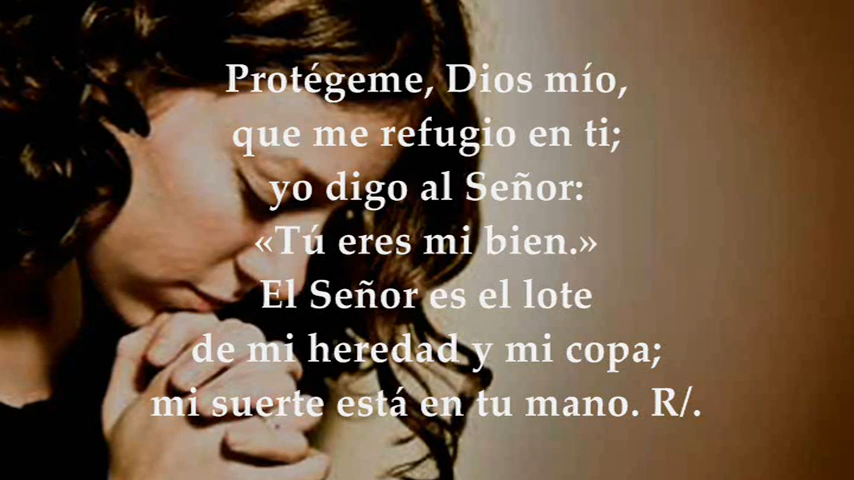 Protégeme, Dios mío,
que me refugio en ti;
yo digo al Señor:
«Tú eres mi bien.»
El Señor es el lote
de mi heredad y mi copa;
mi suerte está en tu mano. R/.